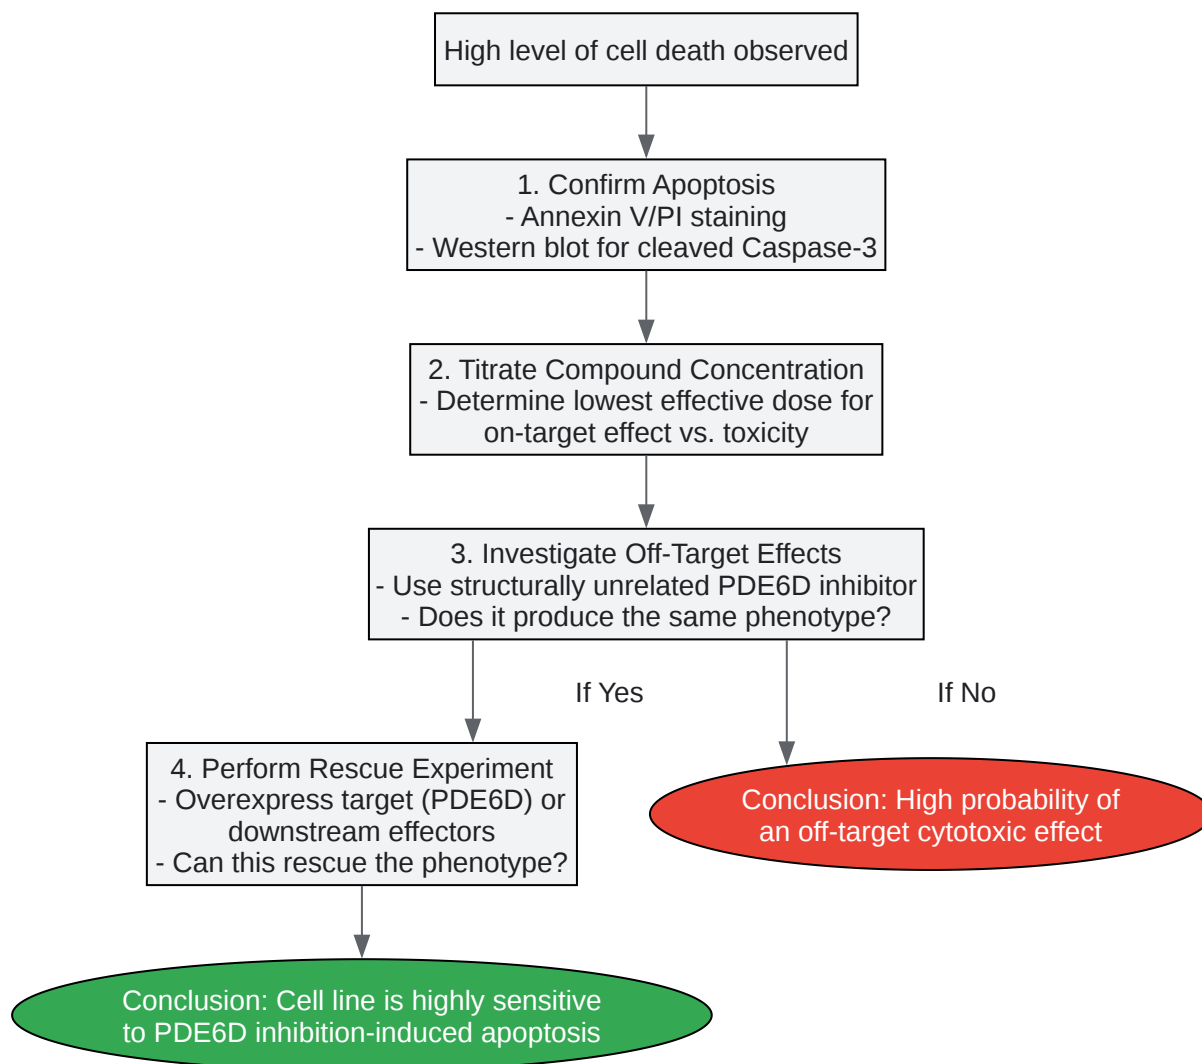 High level of cell death observed
1. Confirm Apoptosis
- Annexin V/PI staining
- Western blot for cleaved Caspase-3
2. Titrate Compound Concentration
- Determine lowest effective dose for
on-target effect vs. toxicity
3. Investigate Off-Target Effects
- Use structurally unrelated PDE6D inhibitor
- Does it produce the same phenotype?
If Yes
If No
4. Perform Rescue Experiment
- Overexpress target (PDE6D) or
downstream effectors
- Can this rescue the phenotype?
Conclusion: High probability of
an off-target cytotoxic effect
Conclusion: Cell line is highly sensitive
to PDE6D inhibition-induced apoptosis